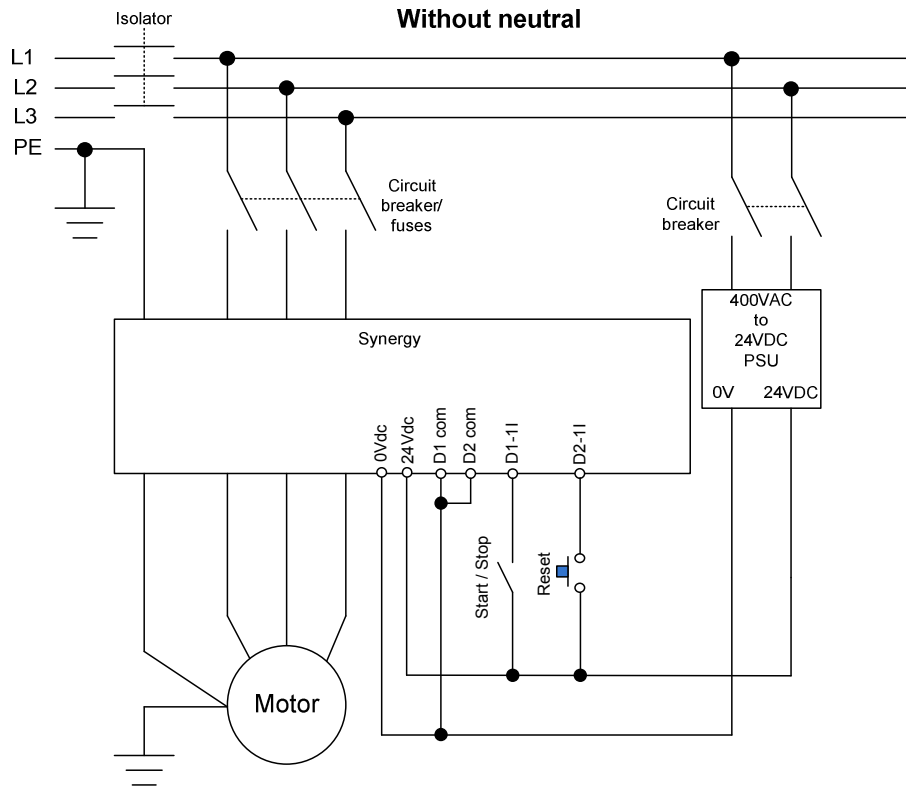 Without neutral
Isolator
L1
L2
L3
PE
Circuit
breaker/
fuses
Circuit
breaker
400VAC
to
24VDC
PSU
0V 24VDC
Synergy
0Vdc
24Vdc
D1 com
D2 com
D1-1I
D2-1I
Start / Stop
Reset
Motor